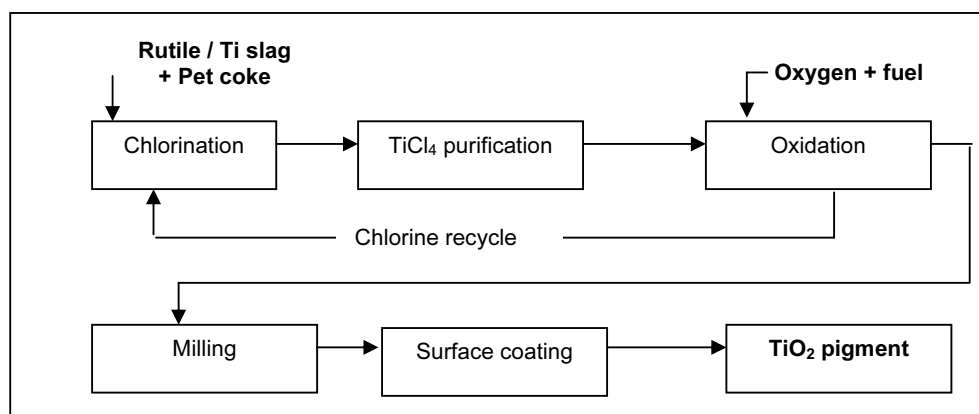 Rutile / Ti slag
+ Pet coke
Oxygen + fuel
Chlorination
TiCl₄ purification
Oxidation
Chlorine recycle
Milling
Surface coating
TiO₂ pigment